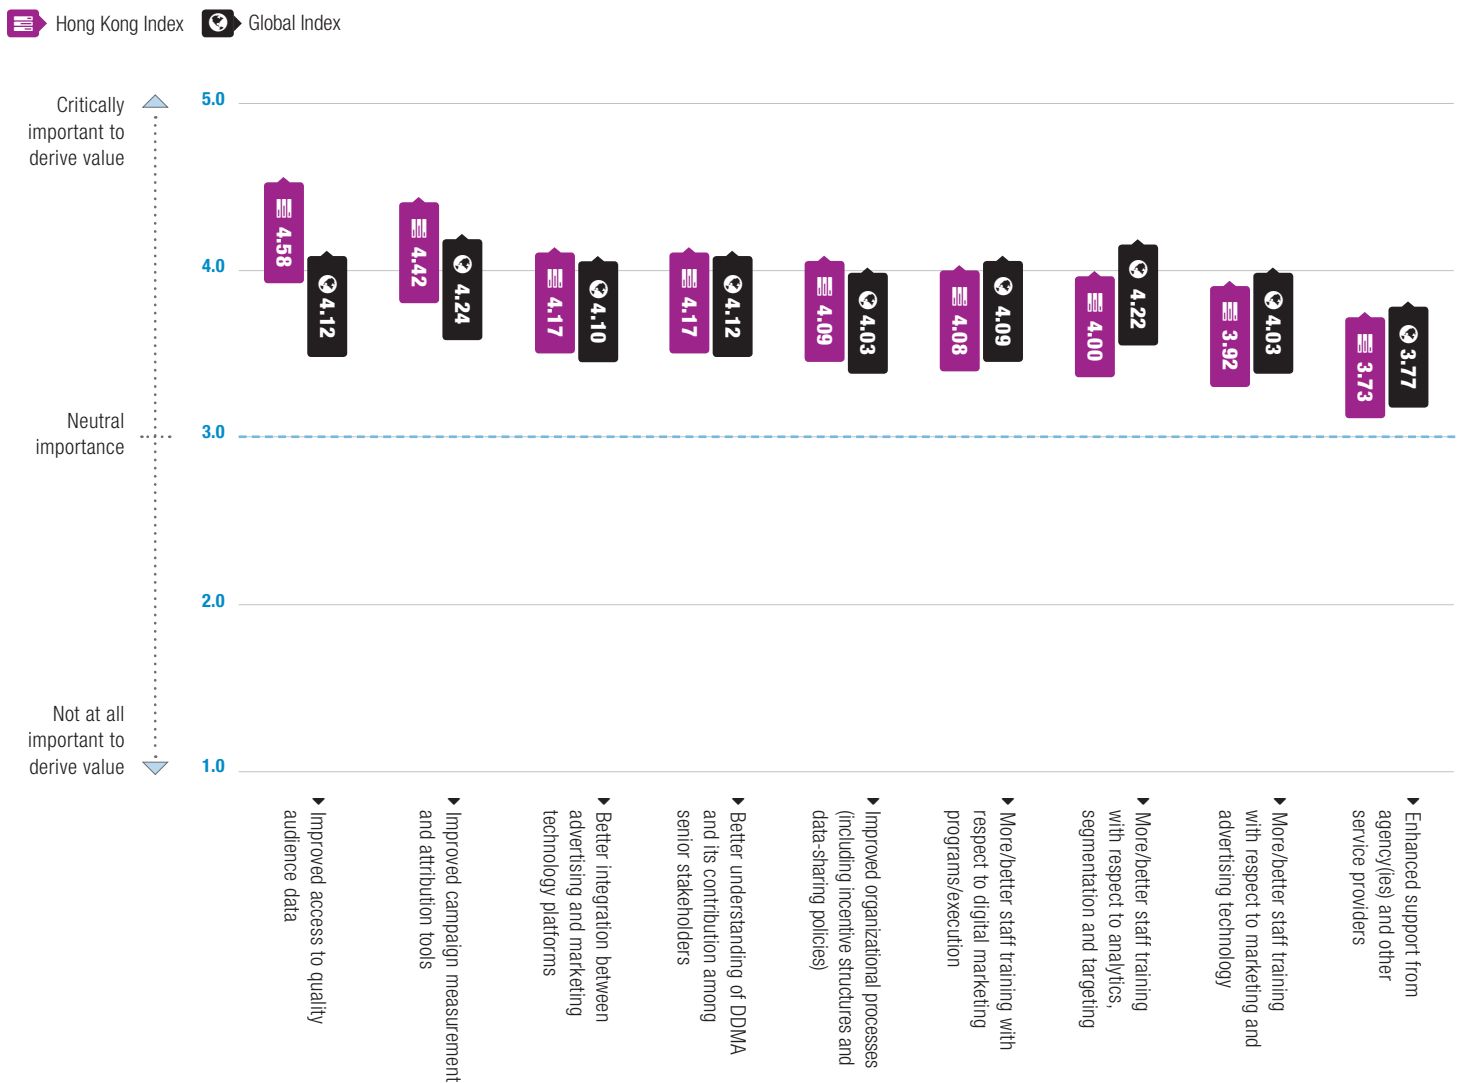 Hong Kong Index
Global Index
Critically
important to
derive value
Neutral
importance
Not at all
important to
derive value
5.0
4.0
3.0
2.0
1.0
4.58
4.12
4.42
4.24
4.17
4.10
4.17
4.12
4.09
4.03
4.08
4.09
4.00
4.22
3.92
4.03
3.73
3.77
Improved access to quality
audience data
Improved campaign measurement
and attribution tools
Better integration between
advertising and marketing
technology platforms
Better understanding of DDMA
and its contribution among
senior stakeholders
Improved organizational processes
(including incentive structures and
data-sharing policies)
More/better staff training with
respect to digital marketing
programs/execution
More/better staff training
with respect to analytics,
segmentation and targeting
More/better staff training
with respect to marketing and
advertising technology
Enhanced support from
agency(ies) and other
service providers